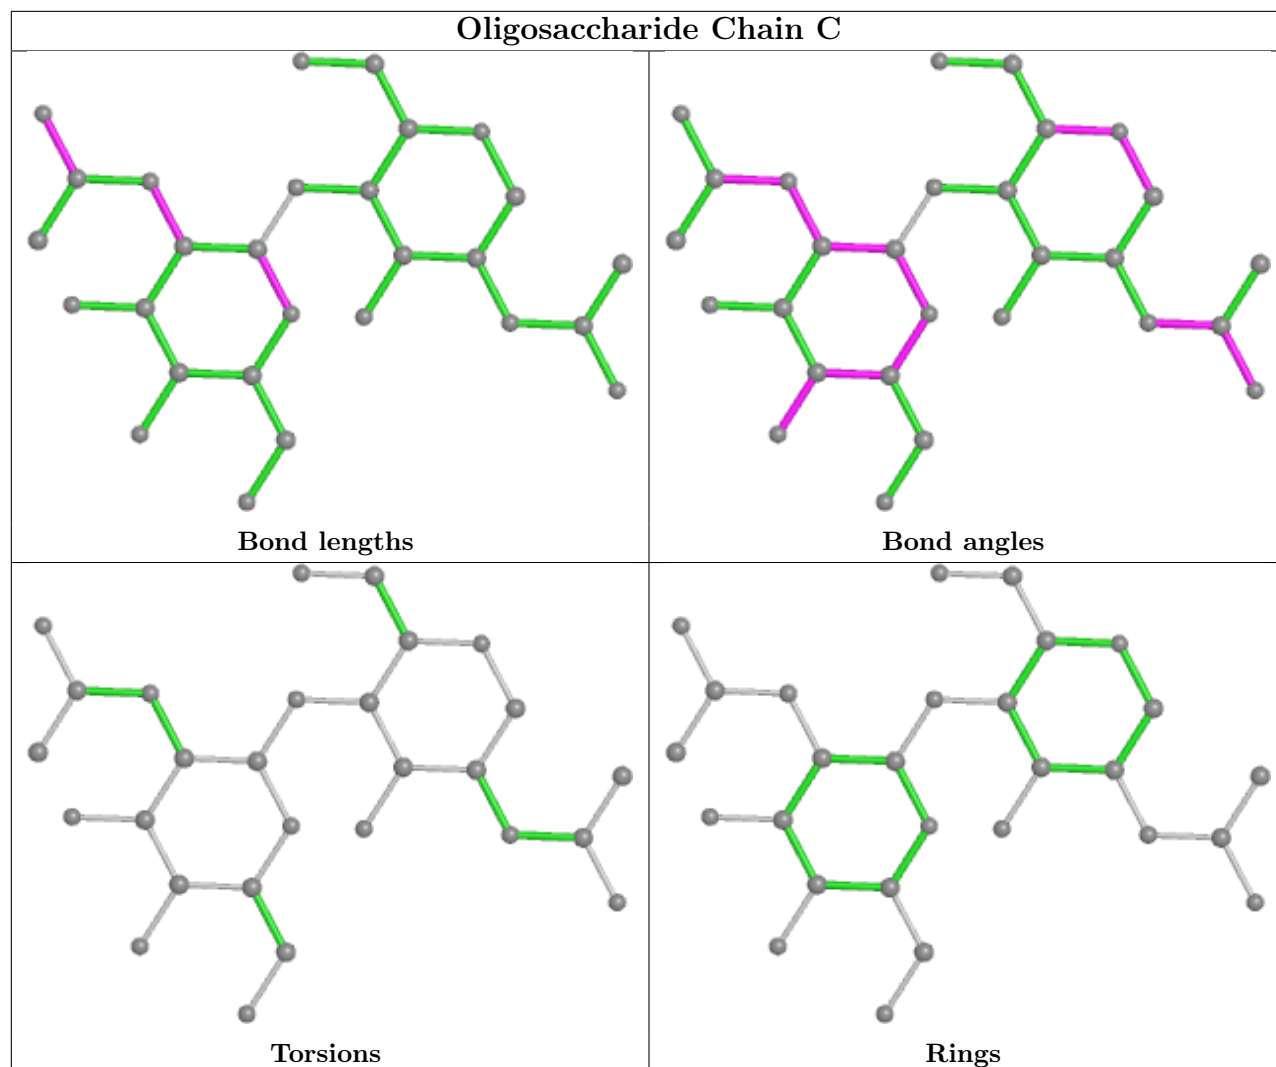 Oligosaccharide Chain C
Bond lengths
Bond angles
Torsions
Rings